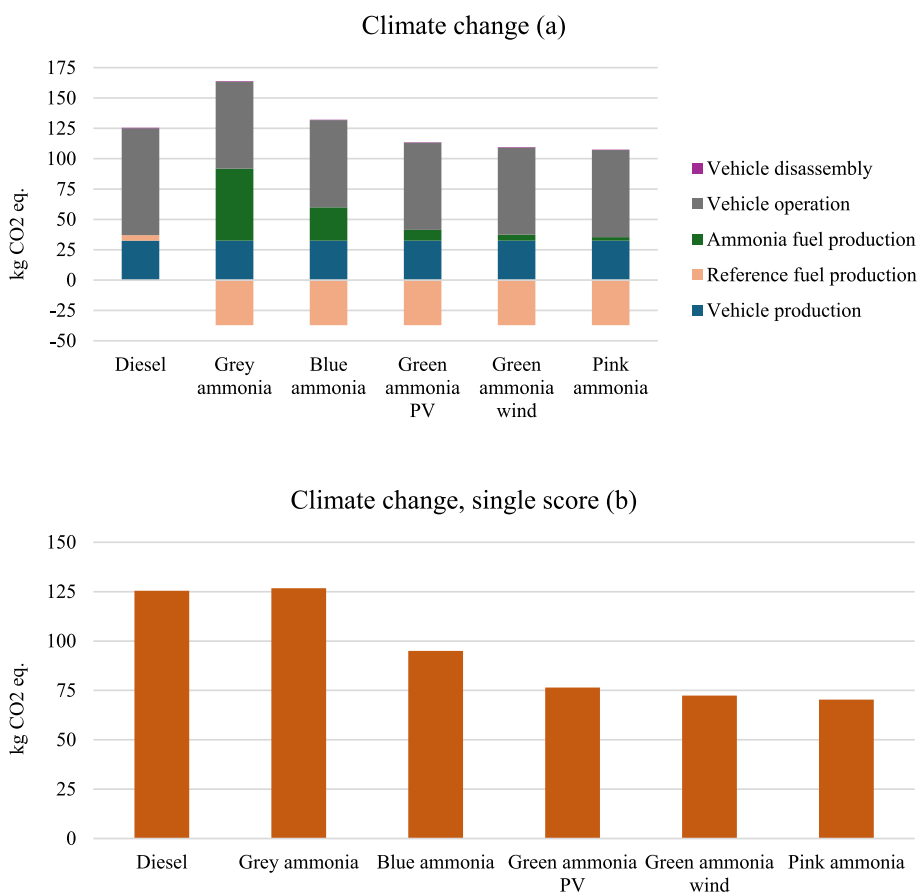 Climate change (a)
kg CO2 eq.
175
150
125
100
75
50
25
0
-25
-50
Diesel
Grey
ammonia
Blue
ammonia
Green
ammonia
PV
Green
ammonia
wind
Pink
ammonia
Vehicle disassembly
Vehicle operation
Ammonia fuel production
Reference fuel production
Vehicle production
Climate change, single score (b)
kg CO2 eq.
150
125
100
75
50
25
0
Diesel
Grey ammonia
Blue ammonia
Green ammonia
PV
Green ammonia
wind
Pink ammonia